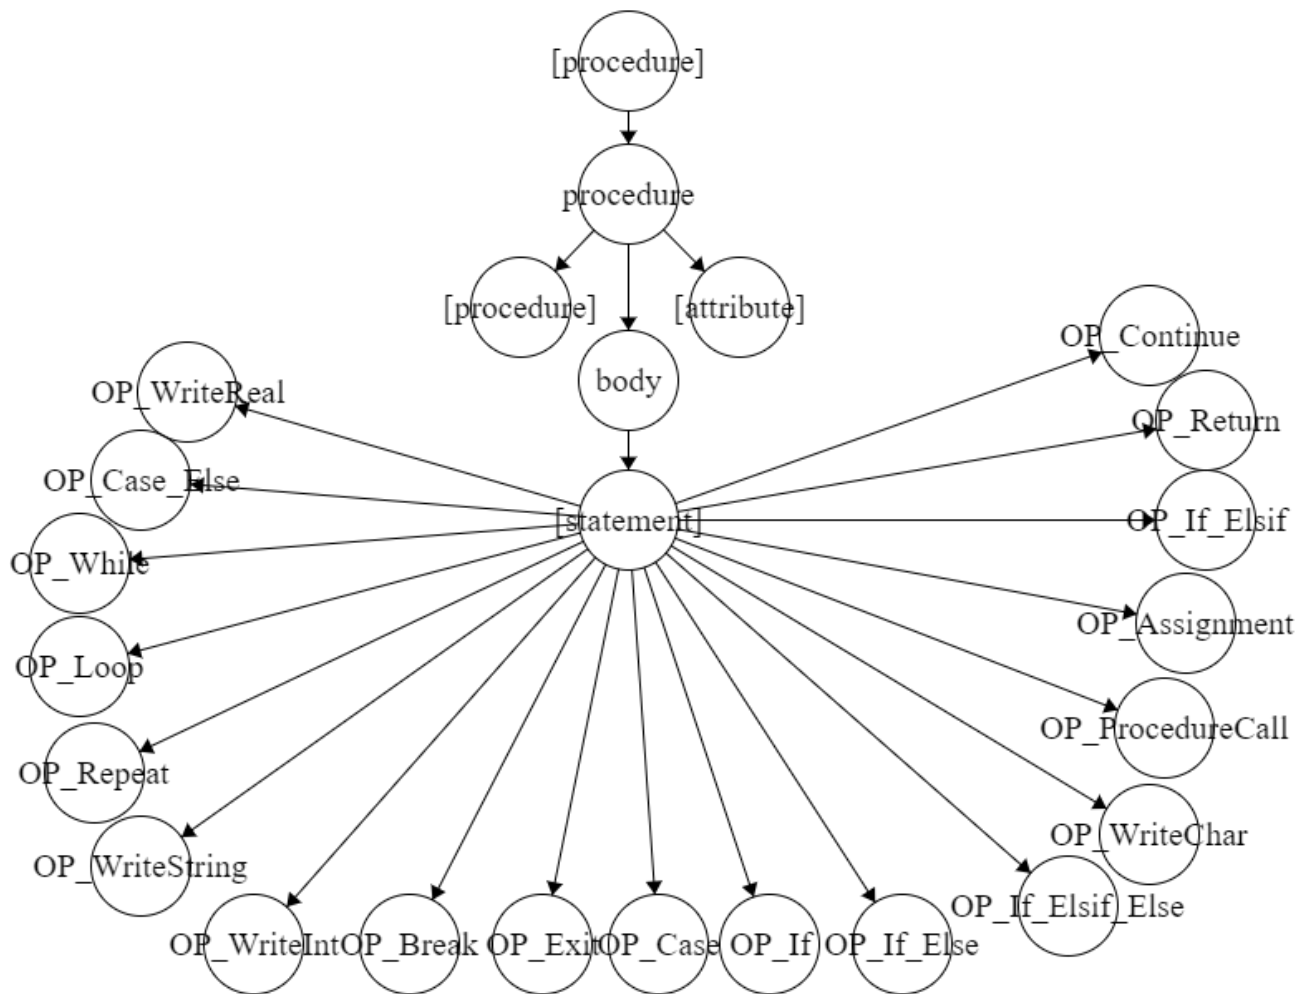 [procedure]
procedure
[procedure]
[attribute]
body
OP_Continue
OP_WriteReal
OP_Return
OP_Case_Else
[statement]
OP_If_Elsif
OP_While
OP_Assignment
OP_Loop
OP_ProcedureCall
OP_Repeat
OP_WriteChar
OP_WriteString
OP_If_Elsif_Else
OP_WriteInt
OP_Break
OP_Exit
OP_Case
OP_If
OP_If_Else